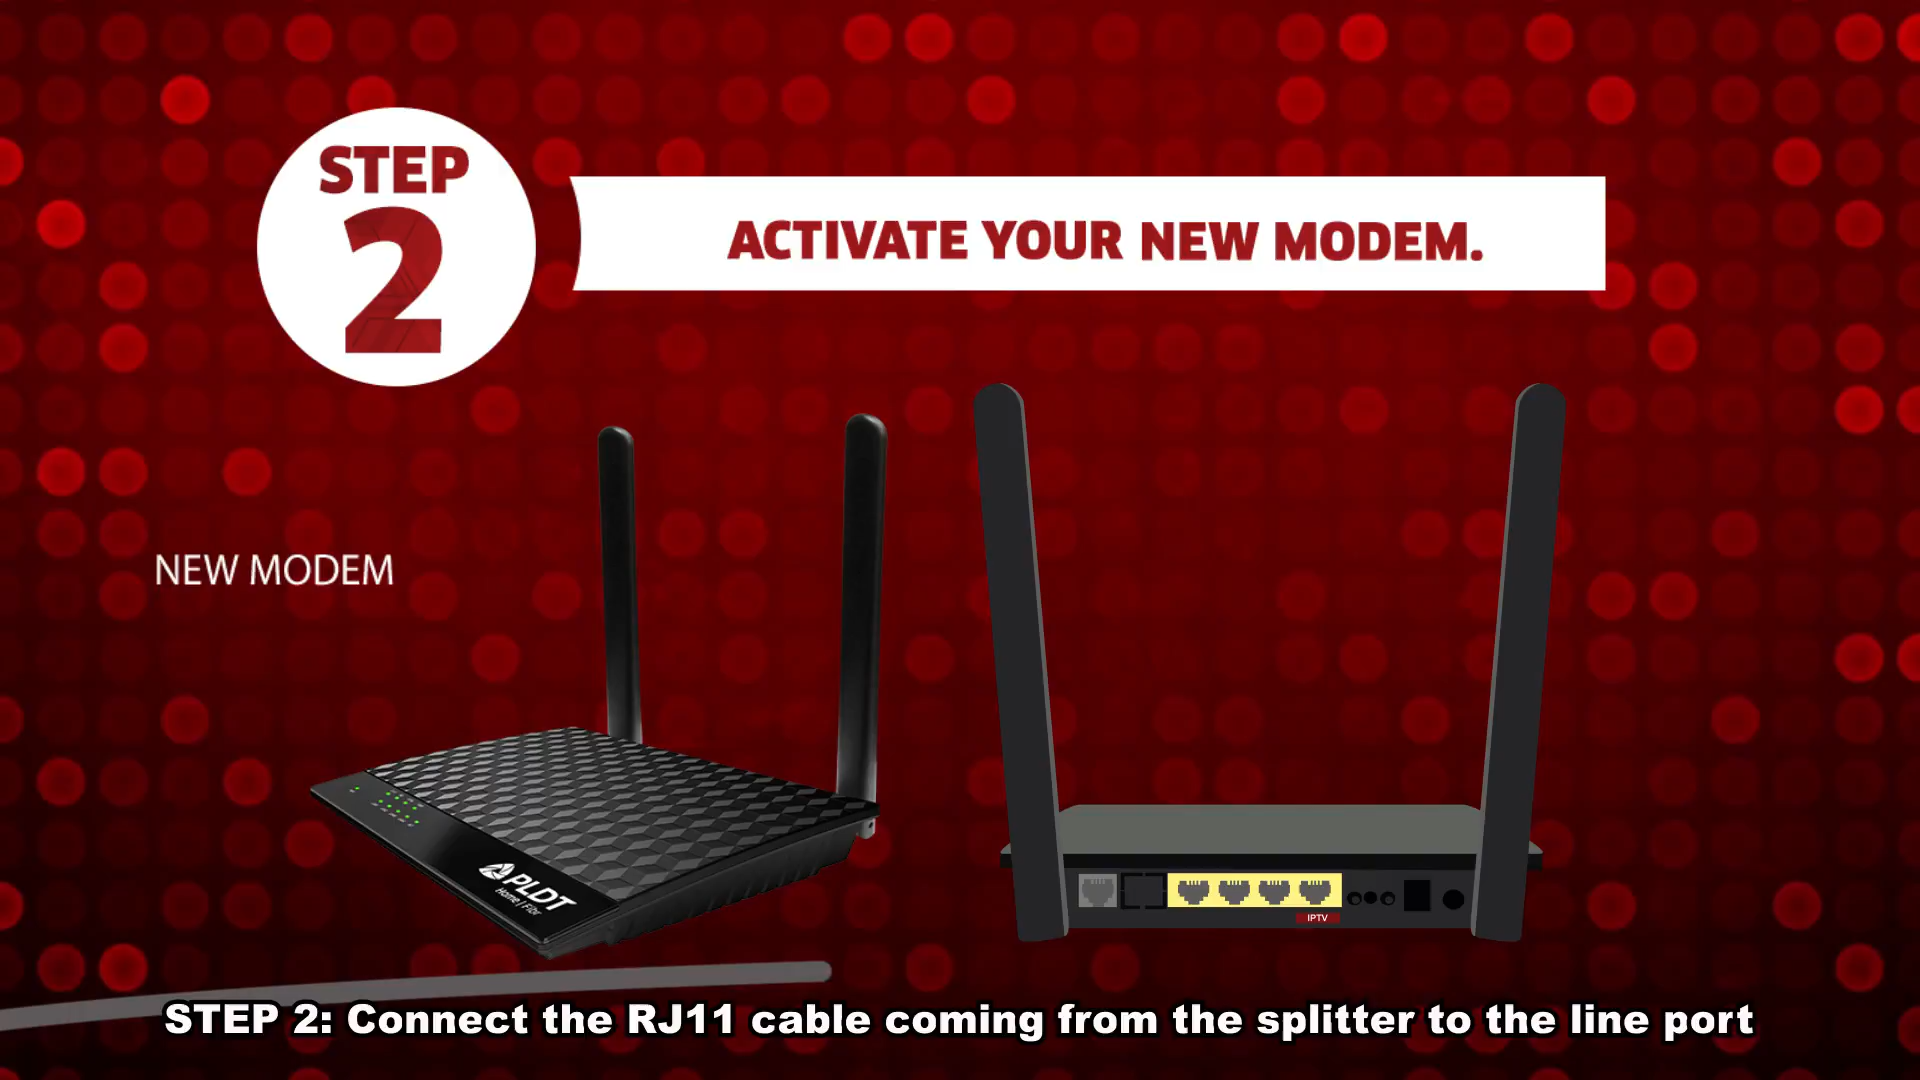 STEP
2
ACTIVATE YOUR NEW MODEM.
NEW MODEM
PLDT
Home | Fibr
IPTV
STEP 2: Connect the RJ11 cable coming from the splitter to the line port